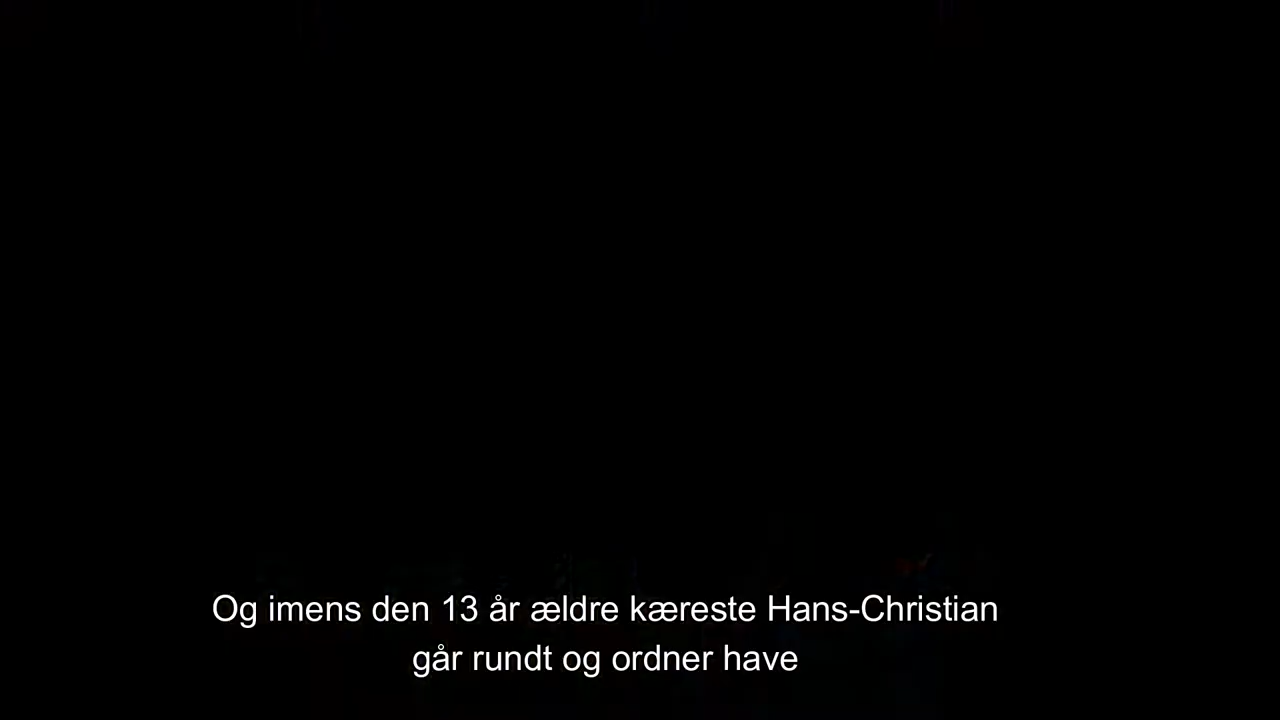 Og imens den 13 år ældre kæreste Hans-Christian
går rundt og ordner have